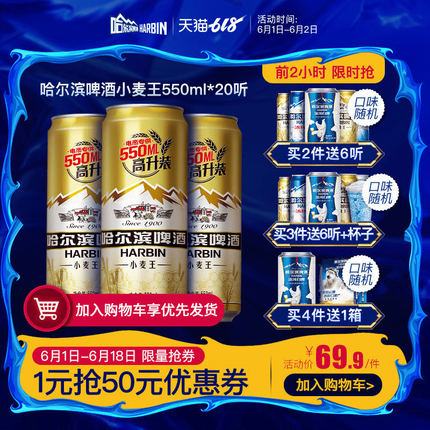 哈尔滨啤酒 HARBIN
天猫618
活动时间:
6月1日-6月2日
哈尔滨啤酒小麦王550ml*20听
前2小时 限时抢
口味
随机
买2件送6听
口味
随机
买3件送6听+杯子
口味
随机
买4件送1箱
电商专供
550ML
高升装
Since 1900
哈尔滨啤酒
HARBIN
小麦王
加入购物车享优先发货
6月1日-6月18日 限量抢券
1元抢50元优惠券
活动价 ¥69.9/件
加入购物车>